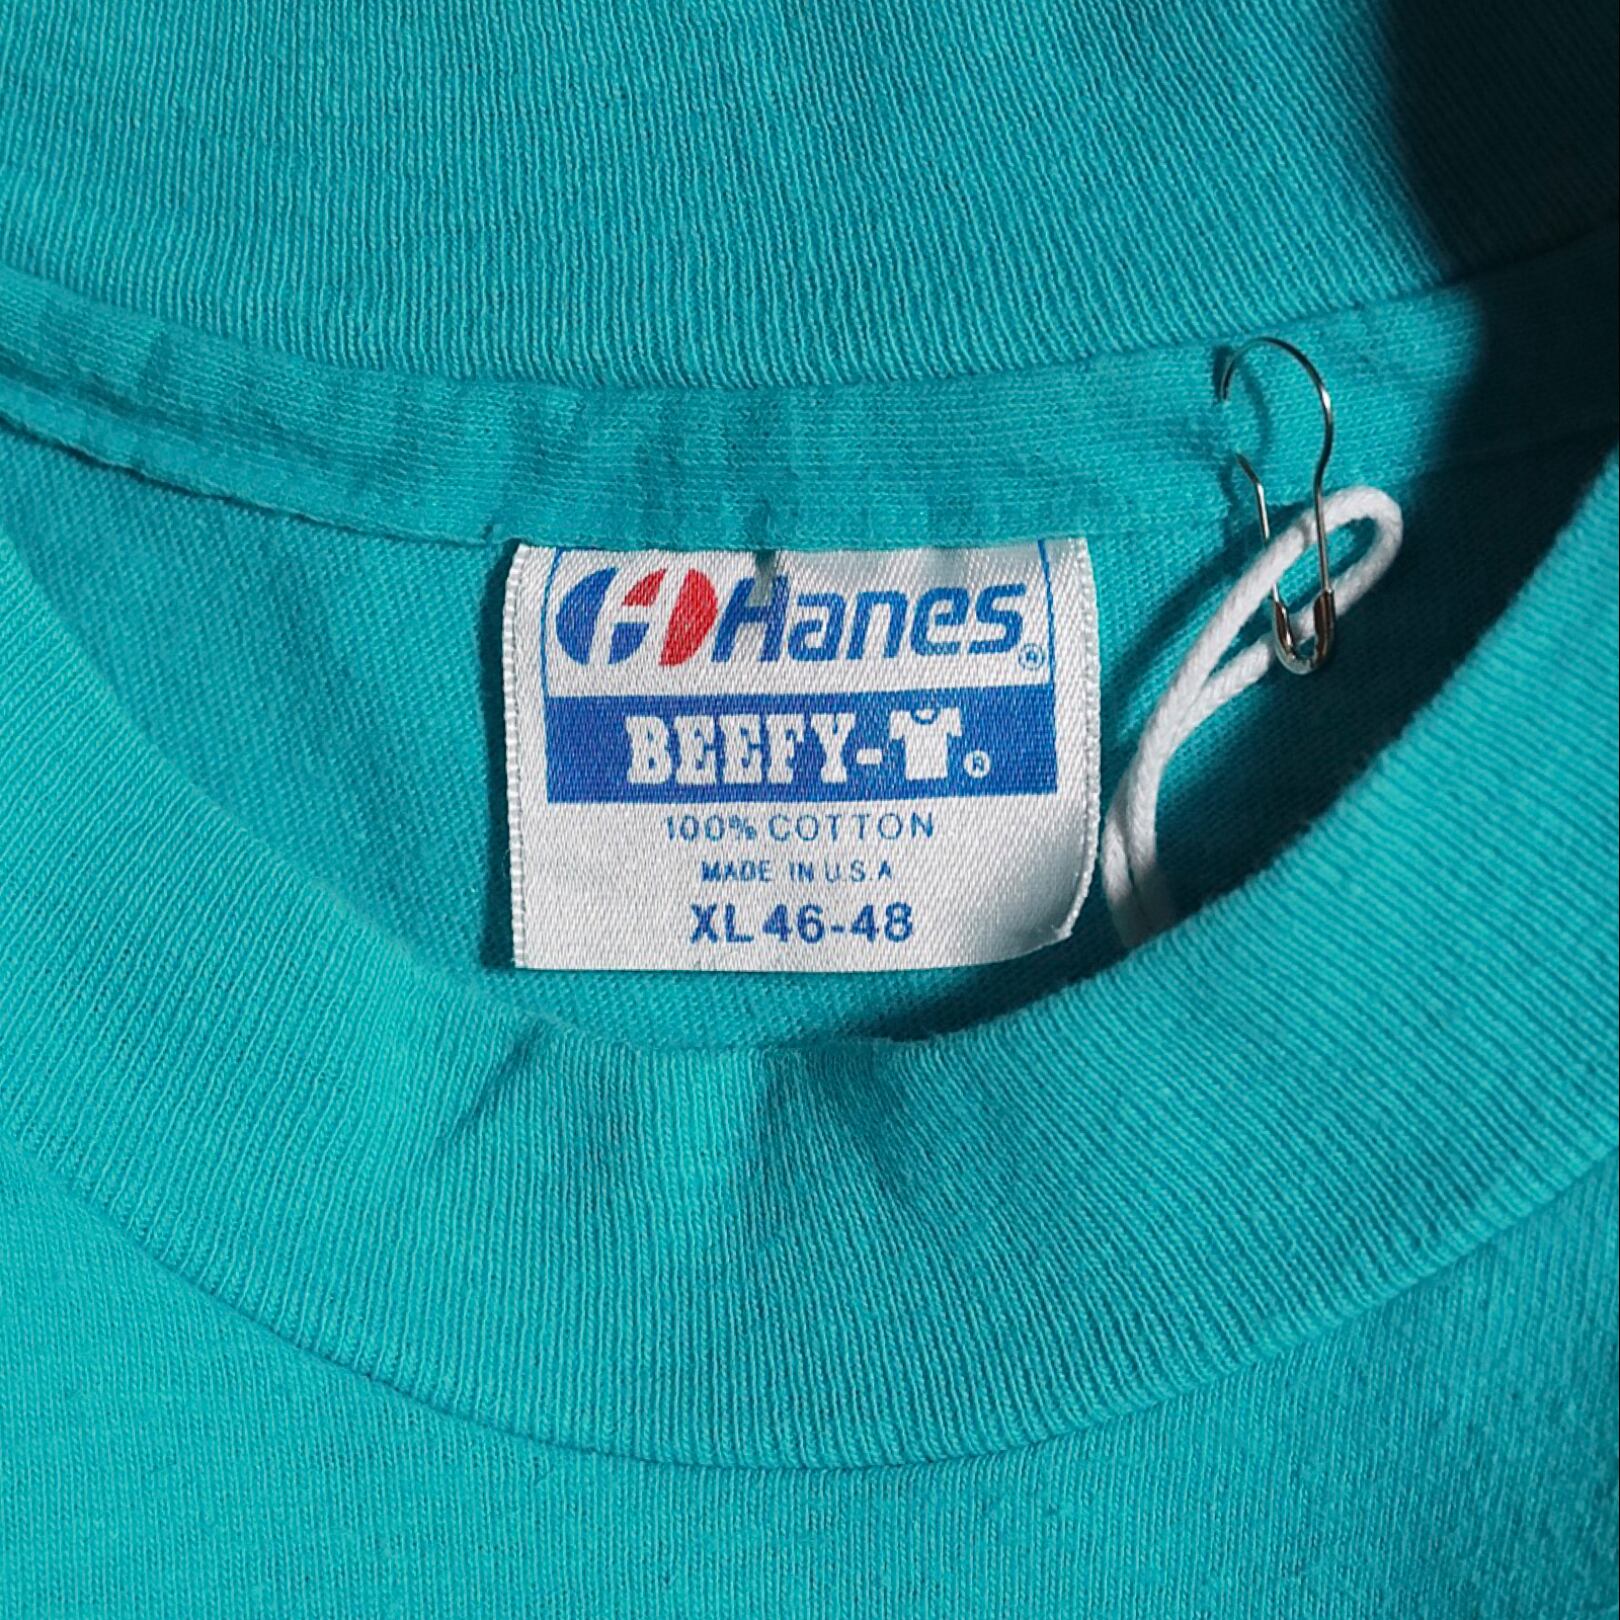 Hanes®
BEEFY-®
100% COTTON
MADE IN U.S.A
XL 46-48